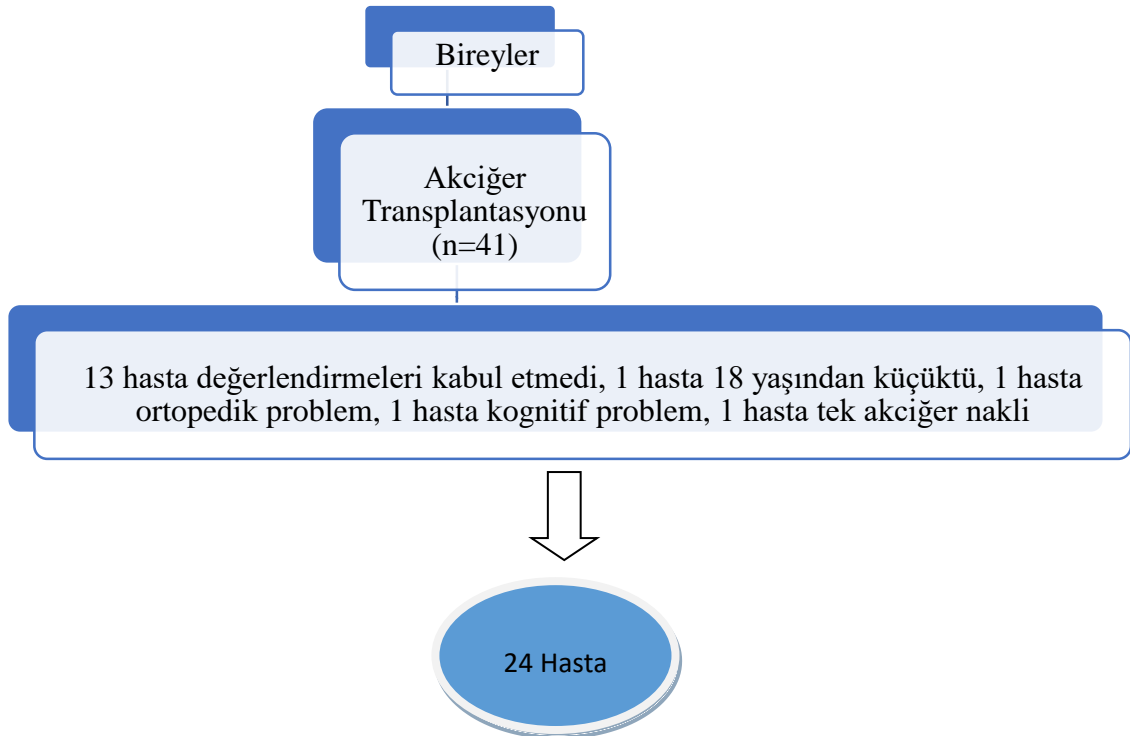 Bireyler
Akciğer
Transplantasyonu
(n=41)
13 hasta değerlendirmeleri kabul etmedi, 1 hasta 18 yaşından küçüktü, 1 hasta
ortopedik problem, 1 hasta kognitif problem, 1 hasta tek akciğer nakli
24 Hasta